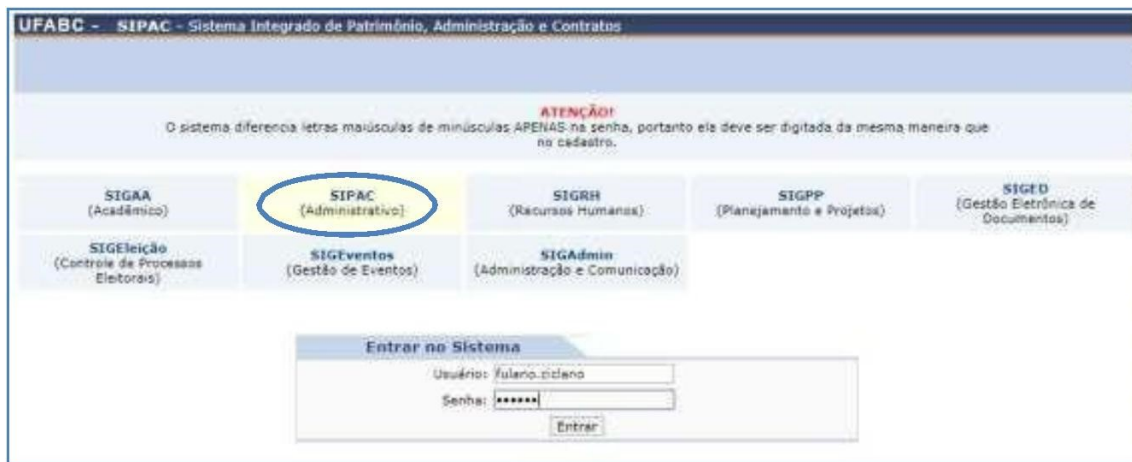 UFABC - SIPAC - Sistema Integrado de Patrimônio, Administração e Contratos
ATENÇÃO!
O sistema diferencia letras maiúsculas de minúsculas APENAS na senha, portanto ela deve ser digitada da mesma maneira que
no cadastro.
SIGAA
(Acadêmico)
SIPAC
(Administrativo)
SIGRH
(Recursos Humanos)
SIGPP
(Planejamento e Projetos)
SIGED
(Gestão Eletrônica de
Documentos)
SIGEleição
(Controle de Processos
Eleitorais)
SIGEventos
(Gestão de Eventos)
SIGAdmin
(Administração e Comunicação)
Entrar no Sistema
Usuário: fulano.ciclano
Senha: ••••••
Entrar